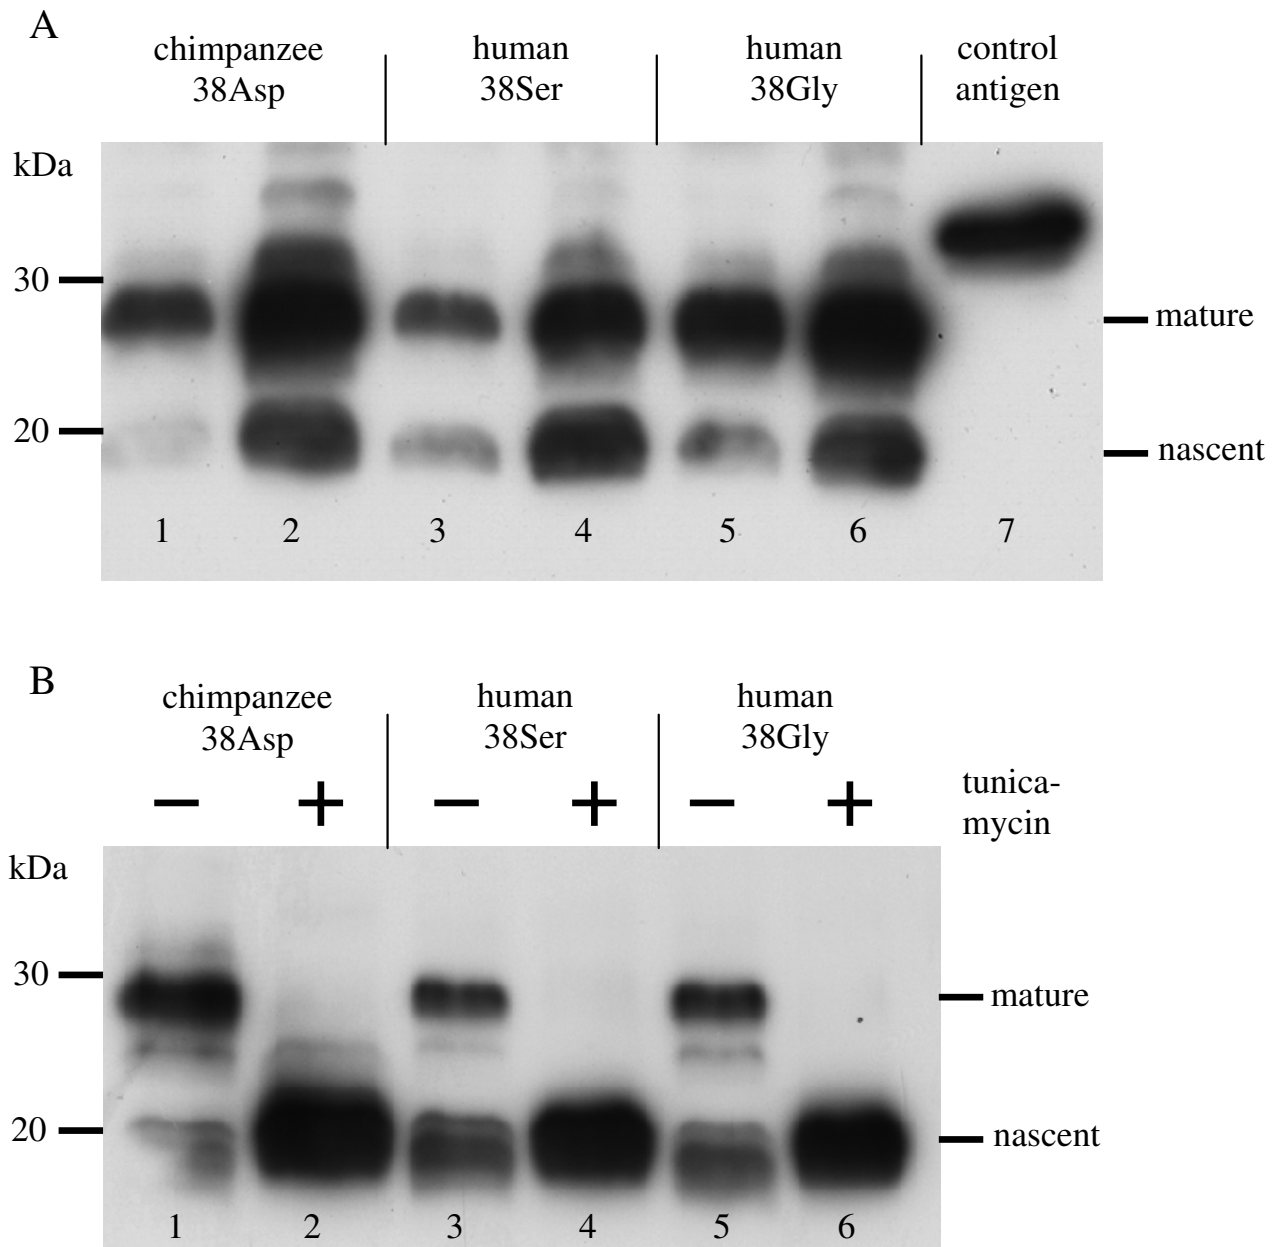 A
chimpanzee
38Asp
human
38Ser
human
38Gly
control
antigen
kDa
30
20
mature
nascent
1 2 3 4 5 6 7
B
chimpanzee
38Asp
human
38Ser
human
38Gly
− + − + − +
tunica-
mycin
kDa
30
20
mature
nascent
1 2 3 4 5 6